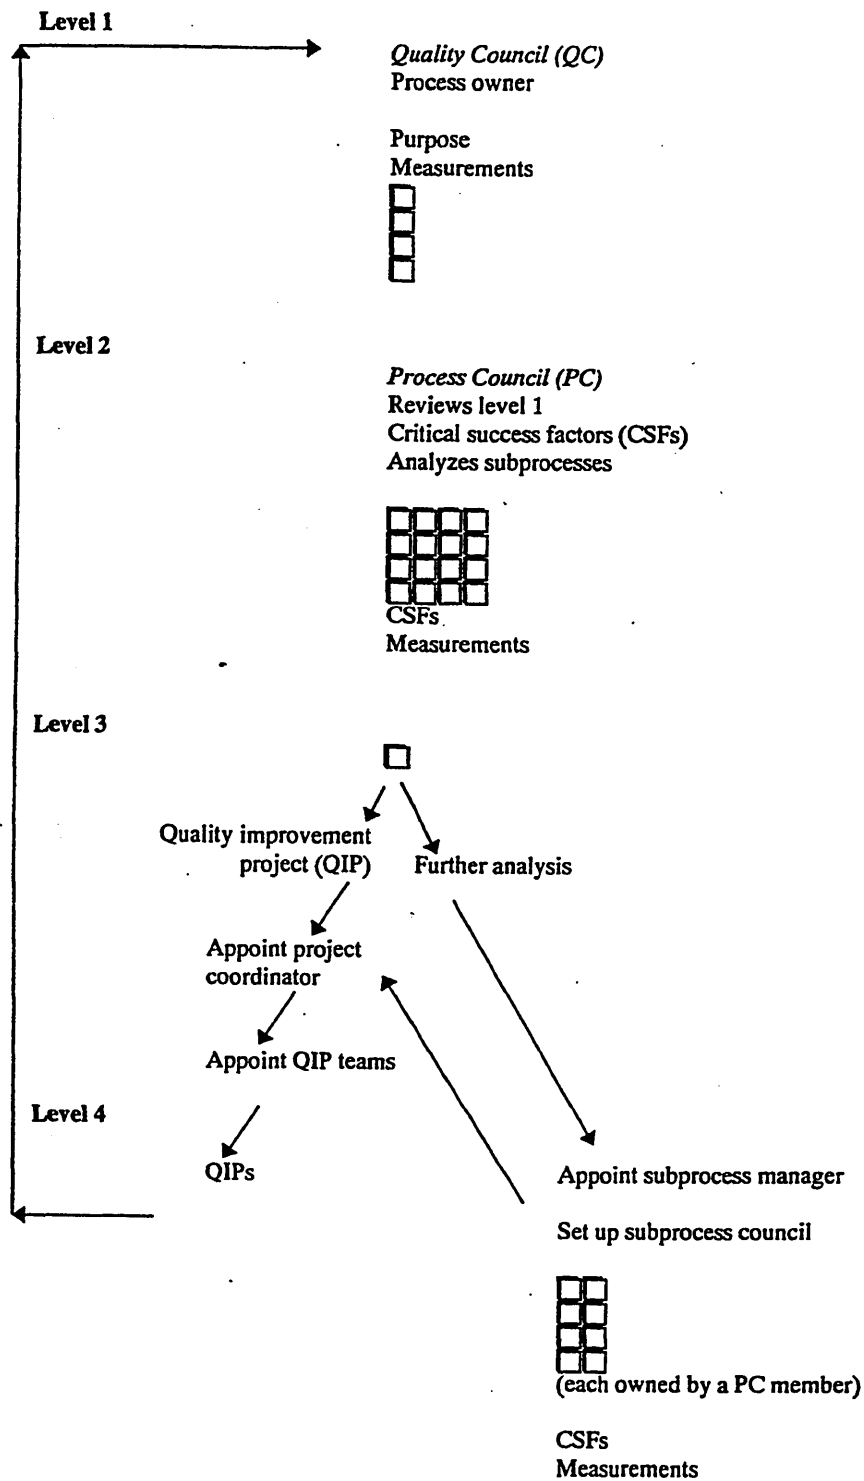 Level 1
Quality Council (QC)
Process owner
Purpose
Measurements
Level 2
Process Council (PC)
Reviews level 1
Critical success factors (CSFs)
Analyzes subprocesses
CSFs
Measurements
Level 3
Quality improvement
project (QIP)
Further analysis
Appoint project
coordinator
Appoint QIP teams
Level 4
QIPs
Appoint subprocess manager
Set up subprocess council
(each owned by a PC member)
CSFs
Measurements